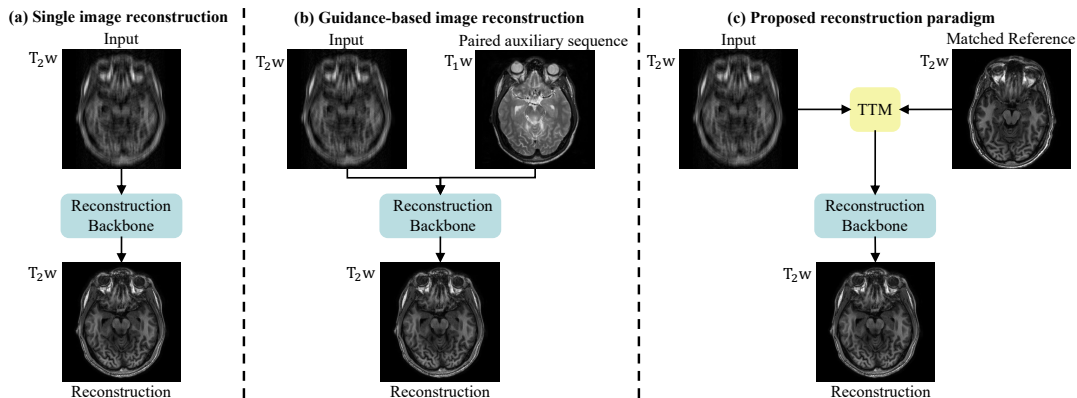 (a) Single image reconstruction
Input
T₂w
Reconstruction
Backbone
T₂w
Reconstruction
(b) Guidance-based image reconstruction
Input
Paired auxiliary sequence
T₂w
T₁w
Reconstruction
Backbone
T₂w
Reconstruction
(c) Proposed reconstruction paradigm
Input
Matched Reference
T₂w
T₂w
TTM
Reconstruction
Backbone
T₂w
Reconstruction